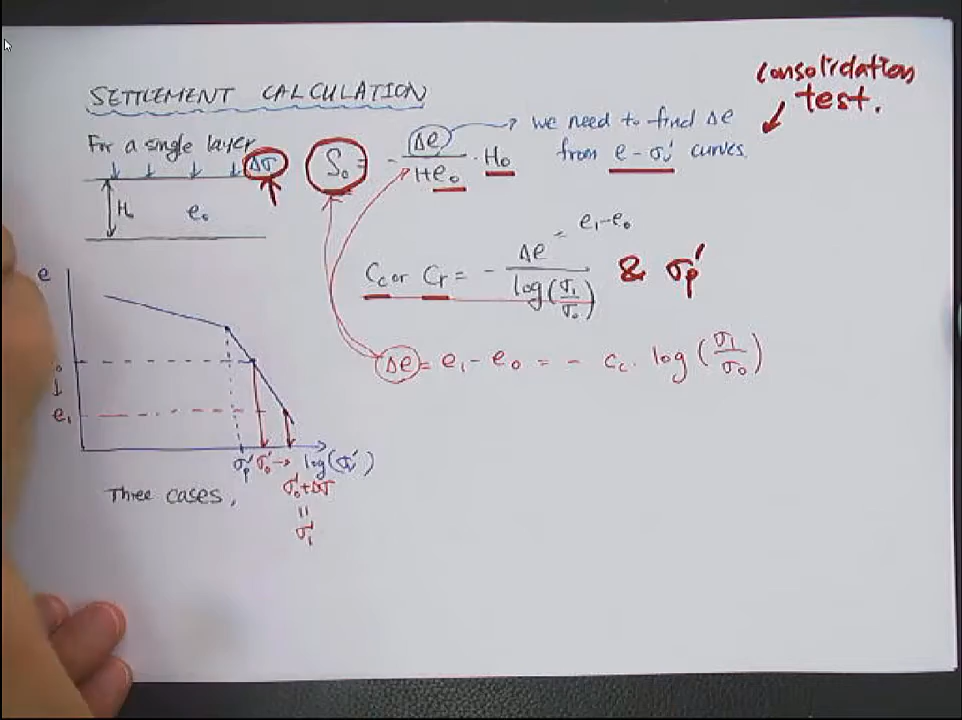 consolidation
test.
SETTLEMENT CALCULATION
For a single layer
Δσ
H₀
e₀
S₀ = - Δe / 1+e₀ · H₀
we need to find Δe
from e - σv' curves.
Cc or Cr = - Δe / log(σ1/σ0)
= e₁-e₀
& σp'
Δe = e₁ - e₀ = - Cc · log(σ1/σ0)
e
e₁
σp' σ0' → log(σv')
σ0'+Δσ
=
σ1'
Three cases,